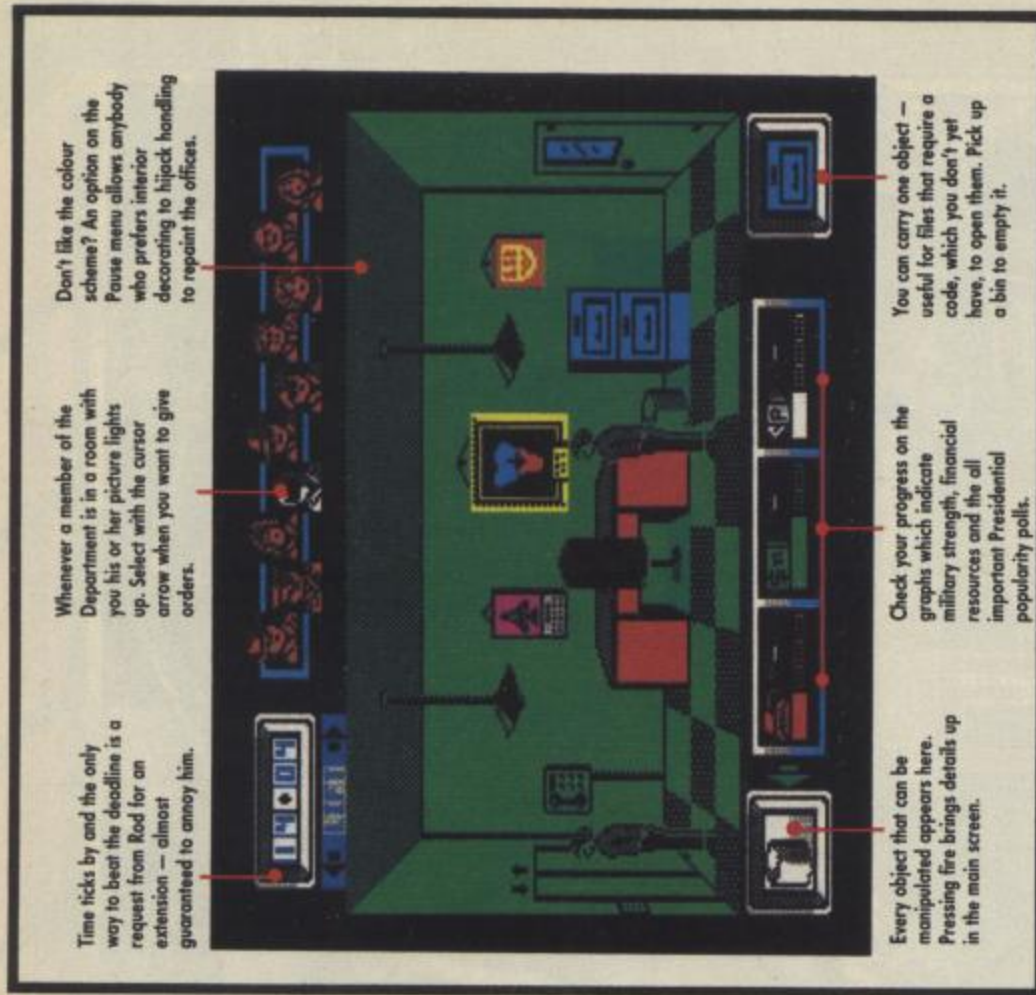 Time ticks by and the only
way to beat the deadline is a
request from Rod for an
extension — almost
guaranteed to annoy him.
Whenever a member of the
Department is in a room with
you his or her picture lights
up. Select with the cursor
arrow when you want to give
orders.
Don't like the colour
scheme? An option on the
Pause menu allows anybody
who prefers interior
decorating to hijack handling
to repaint the offices.
14 04
Every object that can be
manipulated appears here.
Pressing fire brings details up
in the main screen.
Check your progress on the
graphs which indicate
military strength, financial
resources and the all
important Presidential
popularity polls.
You can carry one object —
useful for files that require a
code, which you don't yet
have, to open them. Pick up
a bin to empty it.